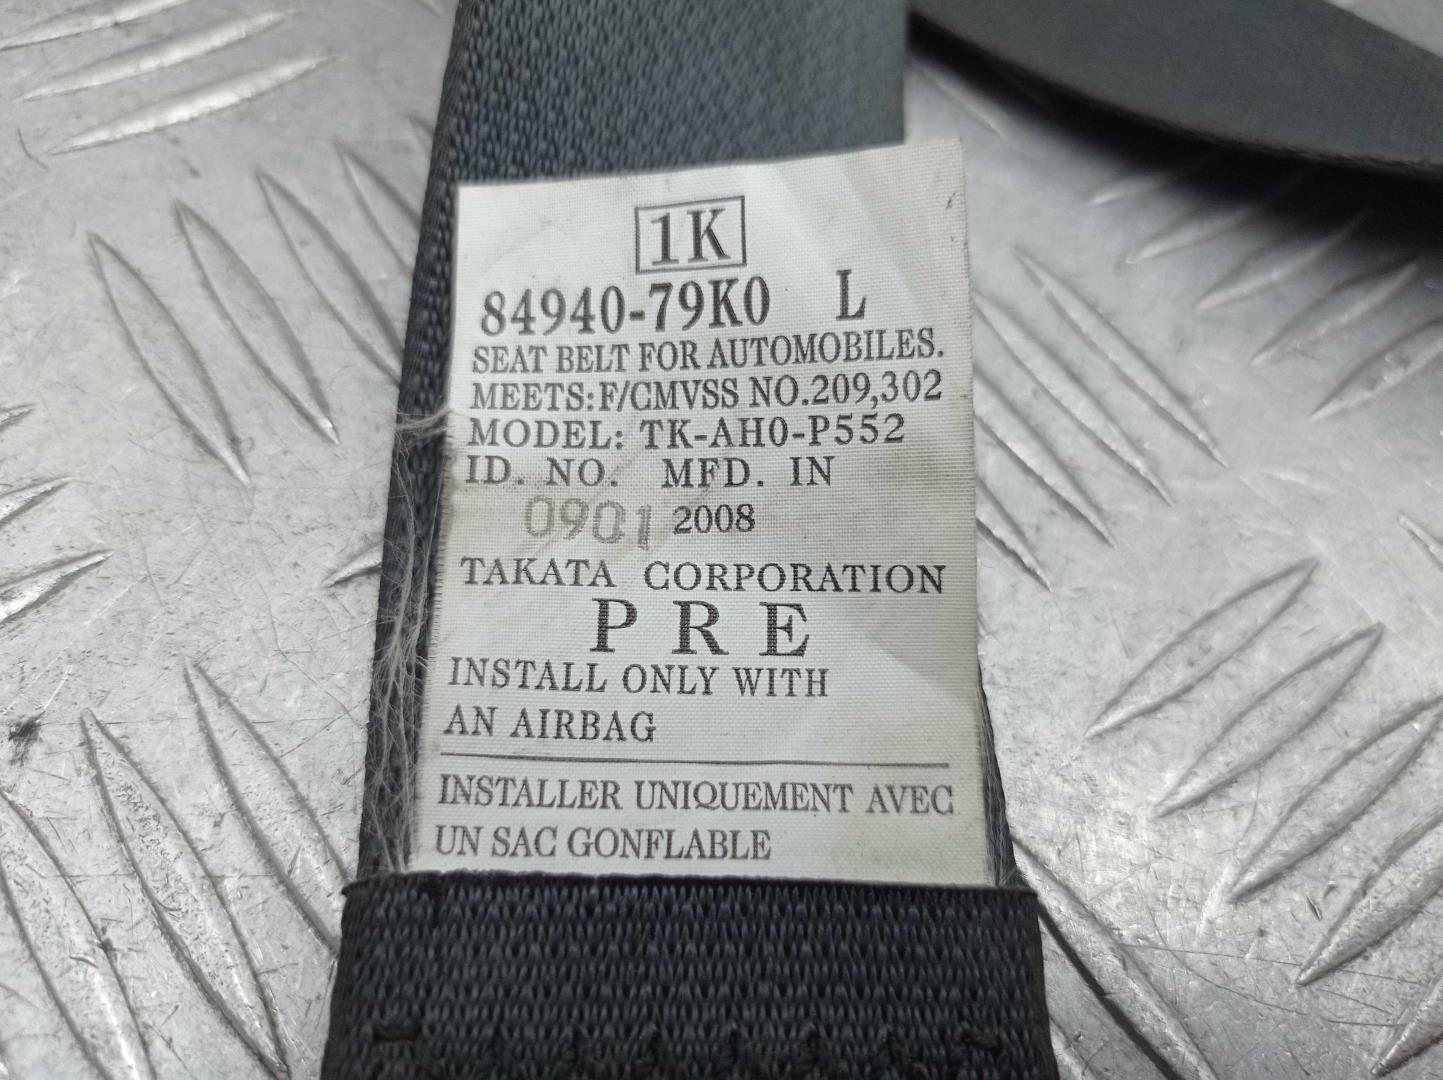 1K
84940-79K0 L
SEAT BELT FOR AUTOMOBILES.
MEETS:F/CMVSS NO.209,302
MODEL: TK-AH0-P552
ID. NO. MFD. IN
0901 2008
TAKATA CORPORATION
PRE
INSTALL ONLY WITH
AN AIRBAG
INSTALLER UNIQUEMENT AVEC
UN SAC GONFLABLE